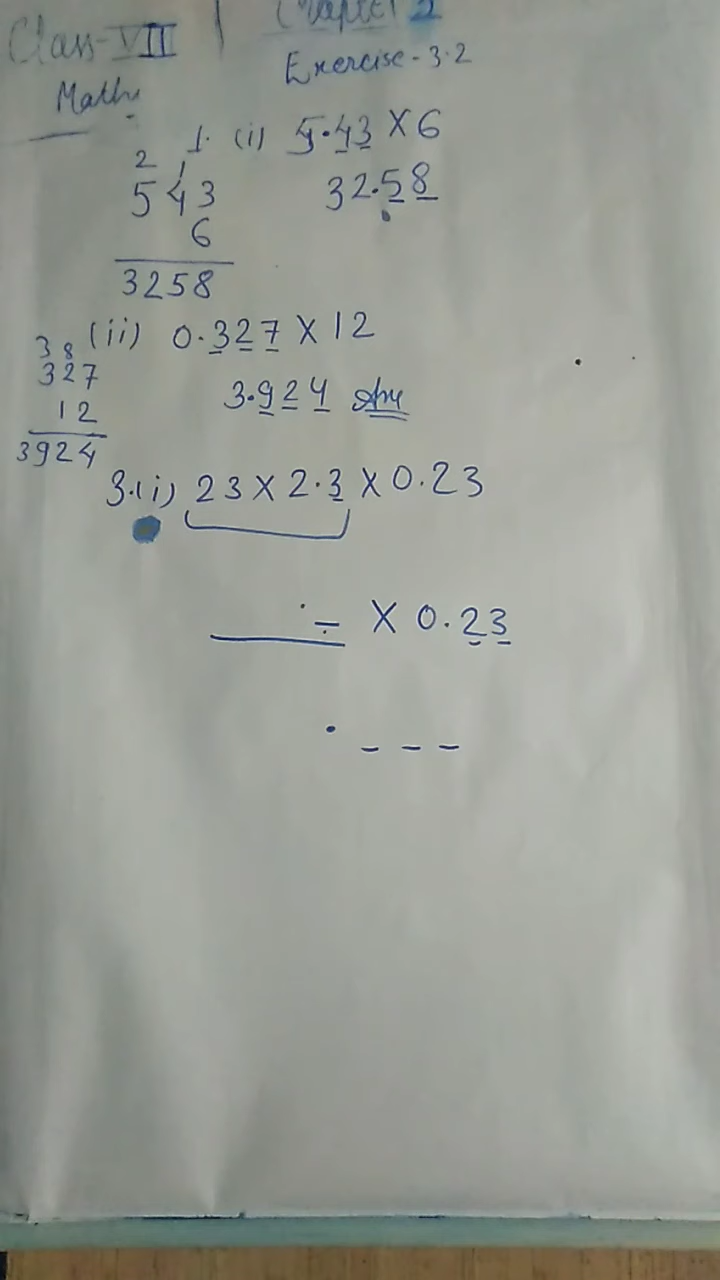 Class-VII | Chapter 2
Exercise-3.2
Maths
1. (i) 5.43 X 6
2 1
543
6
3258
32.58
(ii) 0.327 X 12
3.924 Ans
3 8
327
12
3924
3.(i) 23 X 2.3 X 0.23
X 0.23
. _ _ _